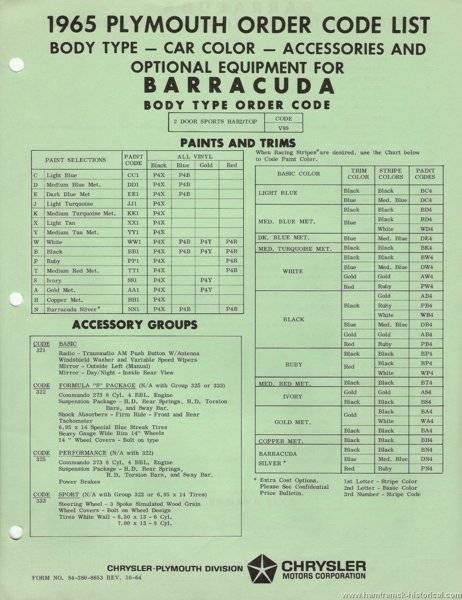 1965 PLYMOUTH ORDER CODE LIST
BODY TYPE – CAR COLOR – ACCESSORIES AND
OPTIONAL EQUIPMENT FOR
BARRACUDA
BODY TYPE ORDER CODE
2 DOOR SPORTS HARDTOP CODE V89
PAINTS AND TRIMS
PAINT SELECTIONS PAINT CODE ALL VINYL
Black Blue Gold Red
C Light Blue CC1 P4X P4B
D Medium Blue Met. DD1 P4X P4B
E Dark Blue Met EE1 P4X P4B
J Light Turquoise JJ1 P4X
K Medium Turquoise Met. KK1 P4X
X Light Tan XX1 P4X
Y Medium Tan Met. YY1 P4X
W White WW1 P4X P4B P4Y P4R
B Black BB1 P4X P4B P4Y P4R
P Ruby PP1 P4X
T Medium Red Met. TT1 P4X
S Ivory SS1 P4X P4Y
A Gold Met. AA1 P4X P4Y
H Copper Met. HH1 P4X
N Barracuda Silver* NN1 P4X P4B
When Racing Stripes* are desired, use the Chart below
to Code Paint Color.
BASIC COLOR TRIM COLOR STRIPE COLORS PAINT CODES
LIGHT BLUE Black Black BC4
Blue Med. Blue DC4
MED. BLUE MET. Black Black BD4
Blue Black BD4
White WD4
DK. BLUE MET. Blue Med. Blue DE4
MED. TURQUOISE MET. Black Black BK4
WHITE Black Black BW4
Blue Med. Blue DW4
Gold Gold AW4
Red Ruby PW4
BLACK Black Gold AB4
Ruby PB4
White WB4
Blue Med. Blue DB4
Gold Gold AB4
Red Ruby PB4
RUBY Black Black BP4
Red Black BP4
White WP4
MED. RED MET. Black Black BT4
IVORY Gold Gold AS4
Black Black BS4
GOLD MET. Gold Black BA4
White WA4
Black Black BA4
COPPER MET. Black Black BH4
BARRACUDA SILVER* Black Black BN4
Blue Med. Blue DN4
Red Ruby PN4
* Extra Cost Options.
Please See Confidential
Price Bulletin.
1st Letter - Stripe Color
2nd Letter - Basic Color
3rd Number - Stripe Code
ACCESSORY GROUPS
CODE 321 BASIC
Radio - Transaudio AM Push Button W/Antenna
Windshield Washer and Variable Speed Wipers
Mirror - Outside Left (Manual)
Mirror - Day/Night - Inside Rear View
CODE 322 FORMULA "S" PACKAGE (N/A with Group 325 or 333)
Commando 273 8 Cyl. 4 BBL. Engine
Suspension Package - H.D. Rear Springs, H.D. Torsion
Bars, and Sway Bar.
Shock Absorbers - Firm Ride - Front and Rear
Tachometer
6.95 x 14 Special Blue Streak Tires
Heavy Gauge Wide Rim 14" Wheels
14" Wheel Covers - Bolt on type
CODE 325 PERFORMANCE (N/A with 322)
Commando 273 8 Cyl. 4 BBL. Engine
Suspension Package - H.D. Rear Springs,
H.D. Torsion Bars, and Sway Bar.
Power Brakes
CODE 333 SPORT (N/A with Group 322 or 6.95 x 14 Tires)
Steering Wheel - 3 Spoke Simulated Wood Grain
Wheel Covers - Bolt on Wheel Design
Tires White Wall - 6.50 x 13 - 6 Cyl.
7.00 x 13 - 8 Cyl.
CHRYSLER-PLYMOUTH DIVISION
CHRYSLER
MOTORS CORPORATION
FORM NO. 84-380-8653 REV. 10-64
www.hamtramck-historical.com